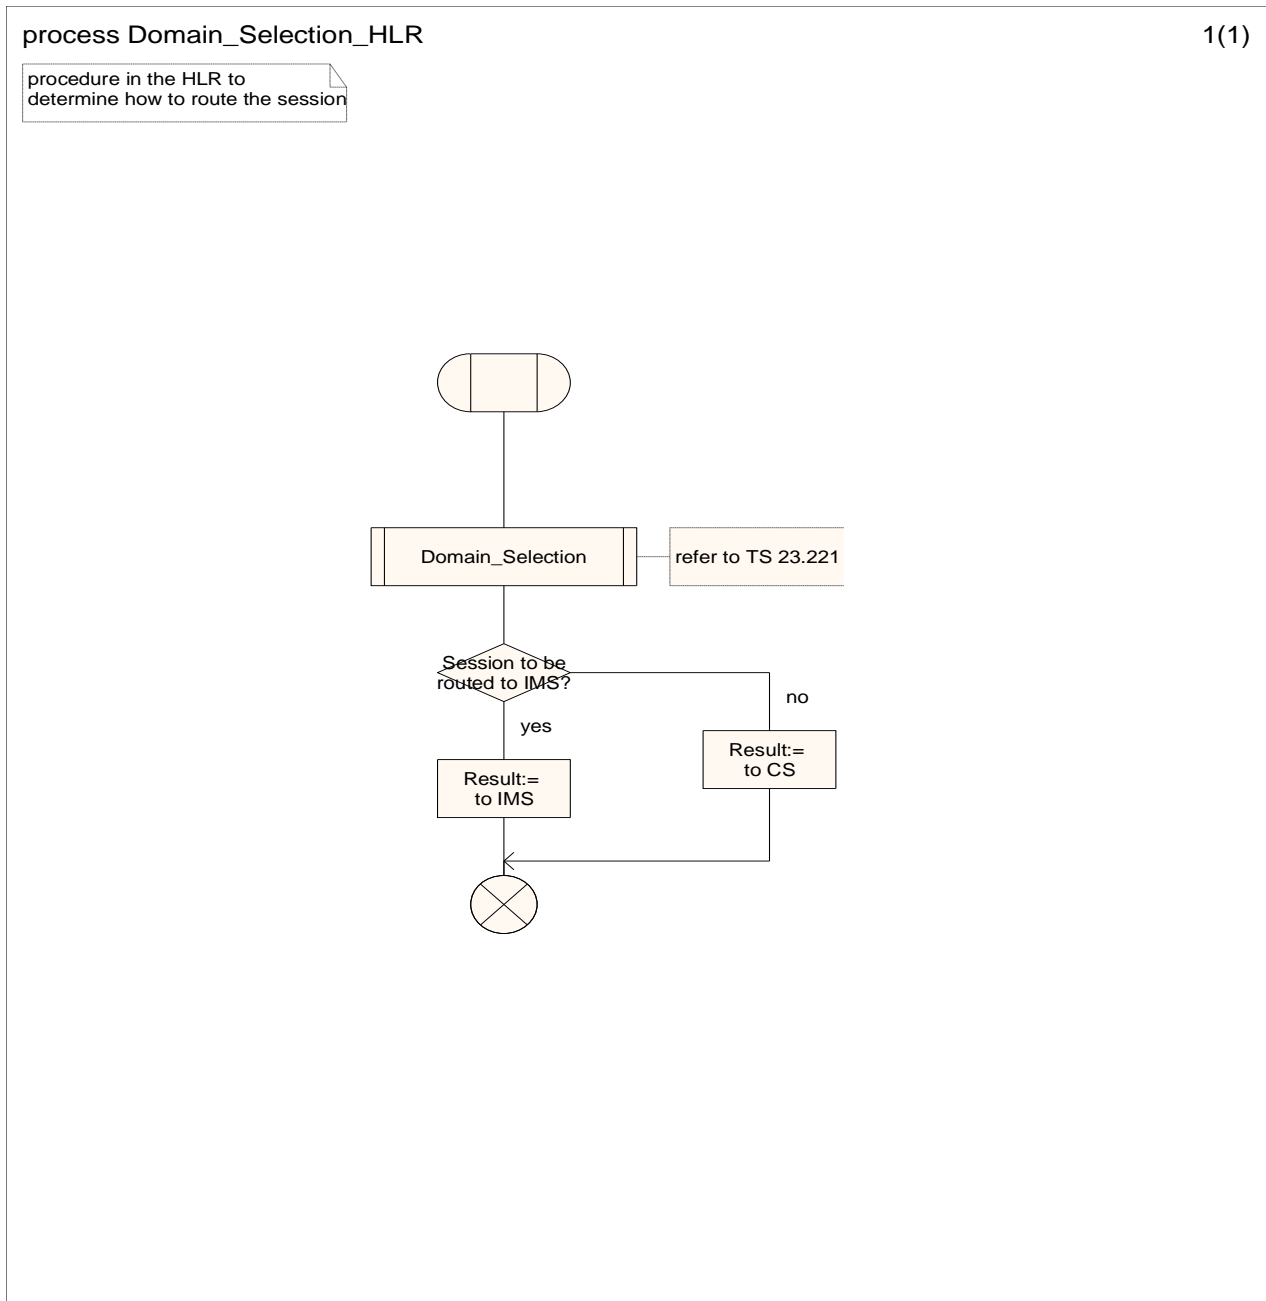 process Domain_Selection_HLR
1(1)
procedure in the HLR to
determine how to route the session
Domain_Selection
refer to TS 23.221
Session to be
routed to IMS?
no
yes
Result:=
to CS
Result:=
to IMS